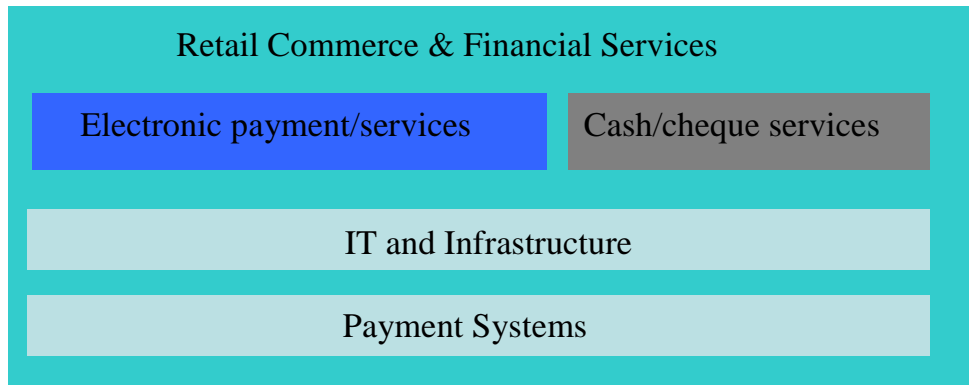 Retail Commerce & Financial Services
Electronic payment/services
Cash/cheque services
IT and Infrastructure
Payment Systems